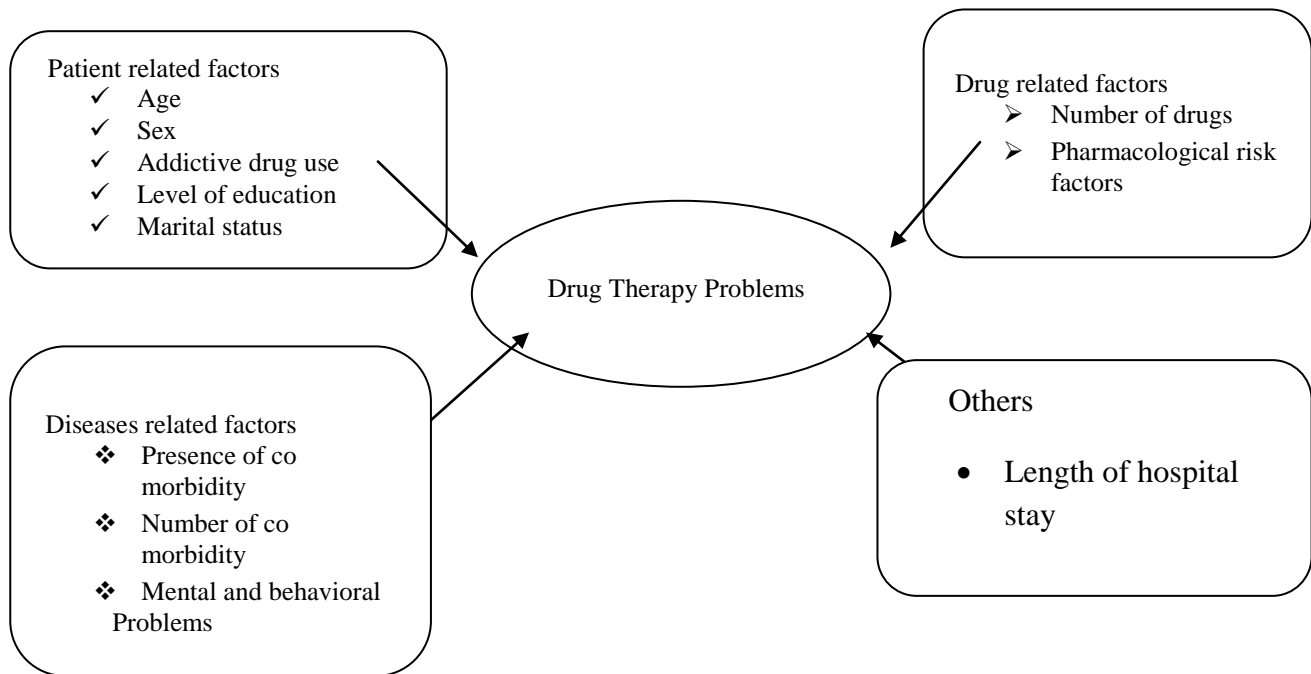 Patient related factors
✓ Age
✓ Sex
✓ Addictive drug use
✓ Level of education
✓ Marital status
Drug related factors
➢ Number of drugs
➢ Pharmacological risk
factors
Drug Therapy Problems
Diseases related factors
❖ Presence of co
morbidity
❖ Number of co
morbidity
❖ Mental and behavioral
Problems
Others
• Length of hospital
stay